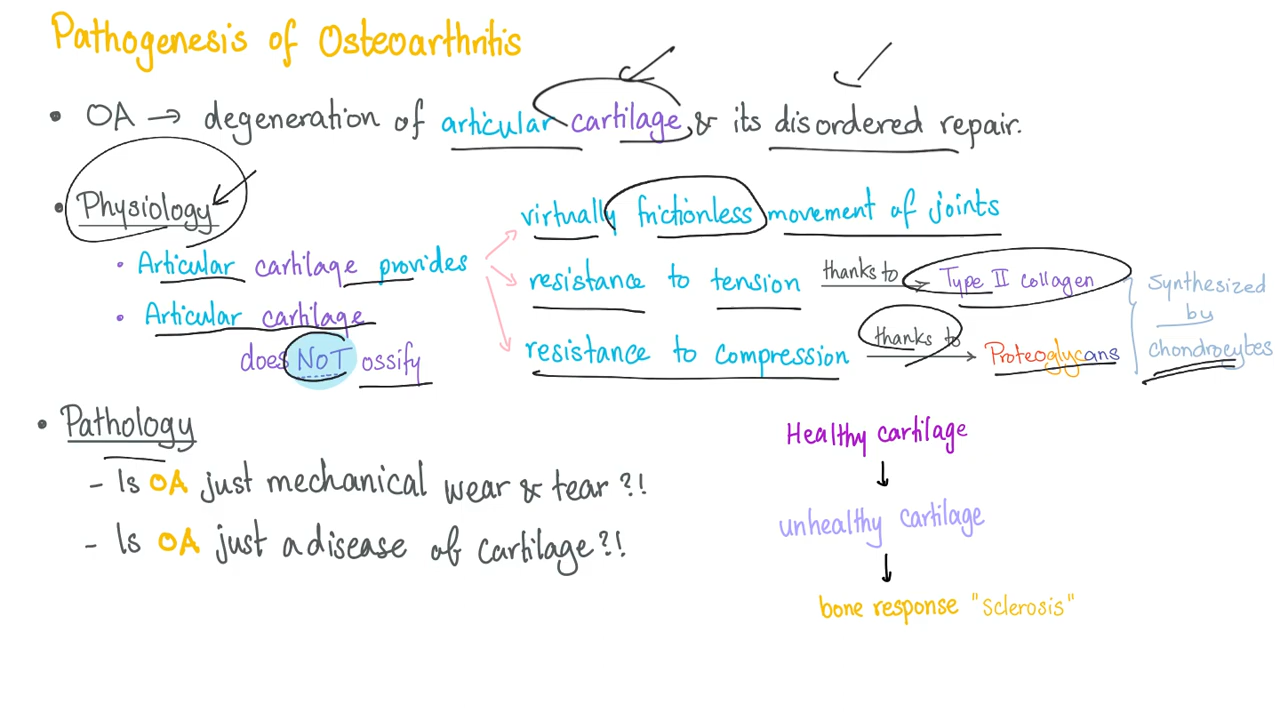 Pathogenesis of Osteoarthritis
• OA → degeneration of articular cartilage, & its disordered repair.
• Physiology
• Articular cartilage provides
virtually frictionless movement of joints
resistance to tension thanks to → Type II collagen
resistance to compression thanks to → Proteoglycans
Synthesized
by
chondrocytes
• Articular cartilage
does NOT ossify
• Pathology
- Is OA just mechanical wear & tear ?!
- Is OA just a disease of cartilage?!
Healthy cartilage
↓
unhealthy cartilage
↓
bone response "sclerosis"